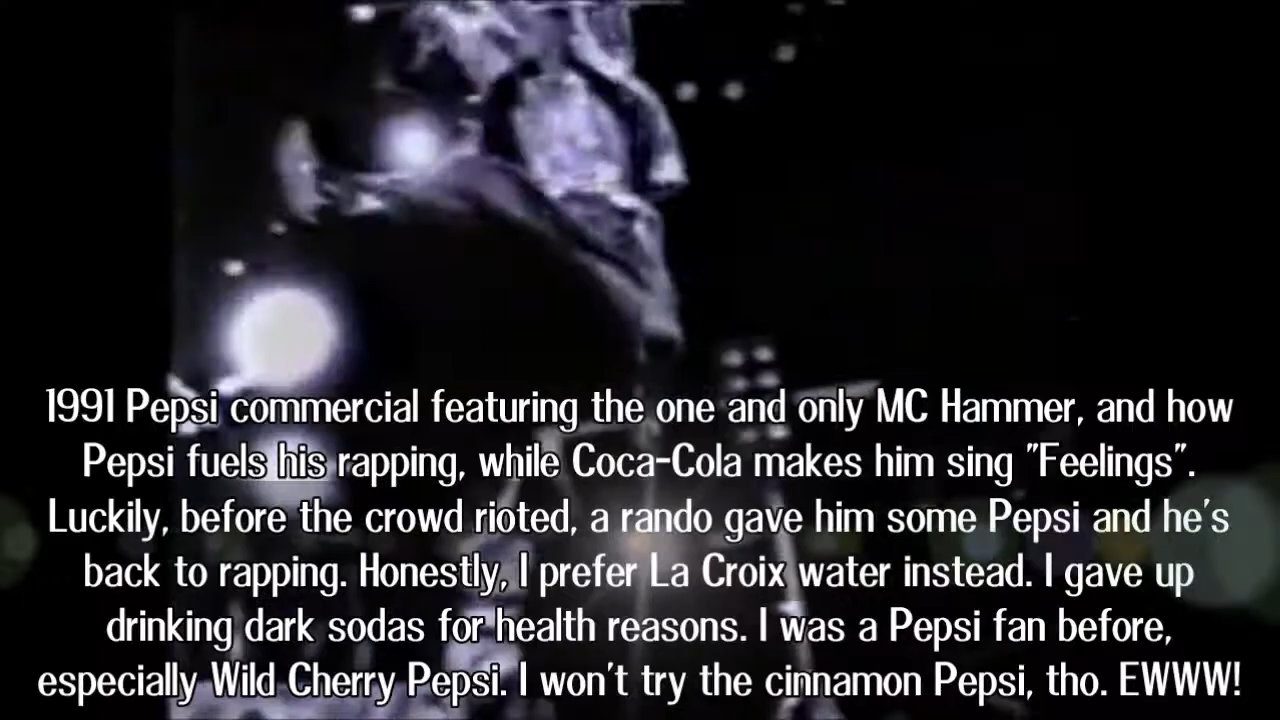 1991 Pepsi commercial featuring the one and only MC Hammer, and how
Pepsi fuels his rapping, while Coca-Cola makes him sing "Feelings".
Luckily, before the crowd rioted, a rando gave him some Pepsi and he's
back to rapping. Honestly, I prefer La Croix water instead. I gave up
drinking dark sodas for health reasons. I was a Pepsi fan before,
especially Wild Cherry Pepsi. I won't try the cinnamon Pepsi, tho. EWWW!